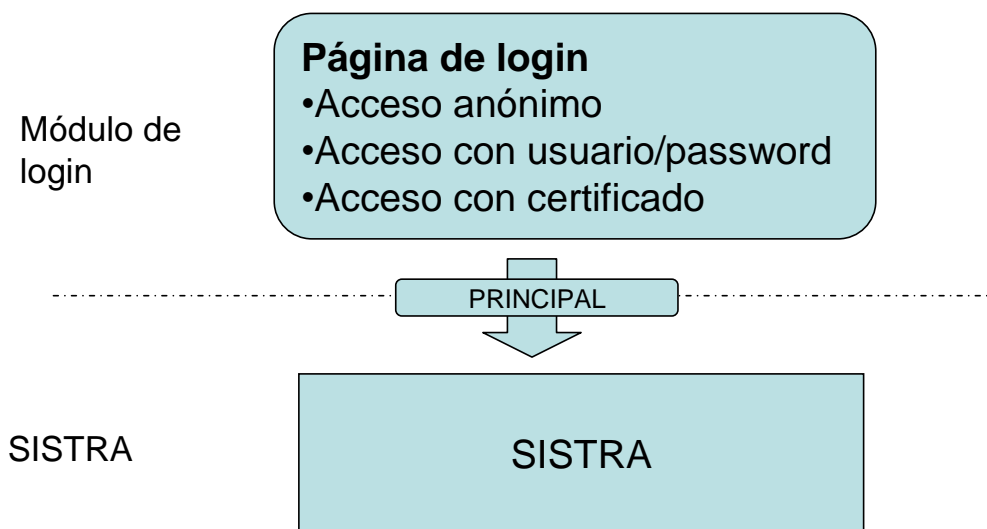 Página de login
•Acceso anónimo
Módulo de
login
•Acceso con usuario/password
•Acceso con certificado
PRINCIPAL
SISTRA
SISTRA